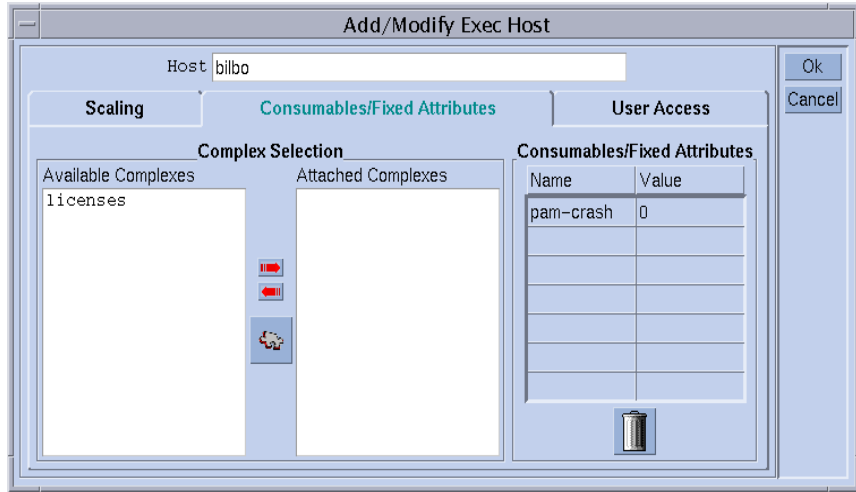 Add/Modify Exec Host
Host bilbo
Ok
Cancel
Scaling
Consumables/Fixed Attributes
User Access
Complex Selection
Available Complexes
Attached Complexes
licenses
Consumables/Fixed Attributes
Name Value
pam-crash 0